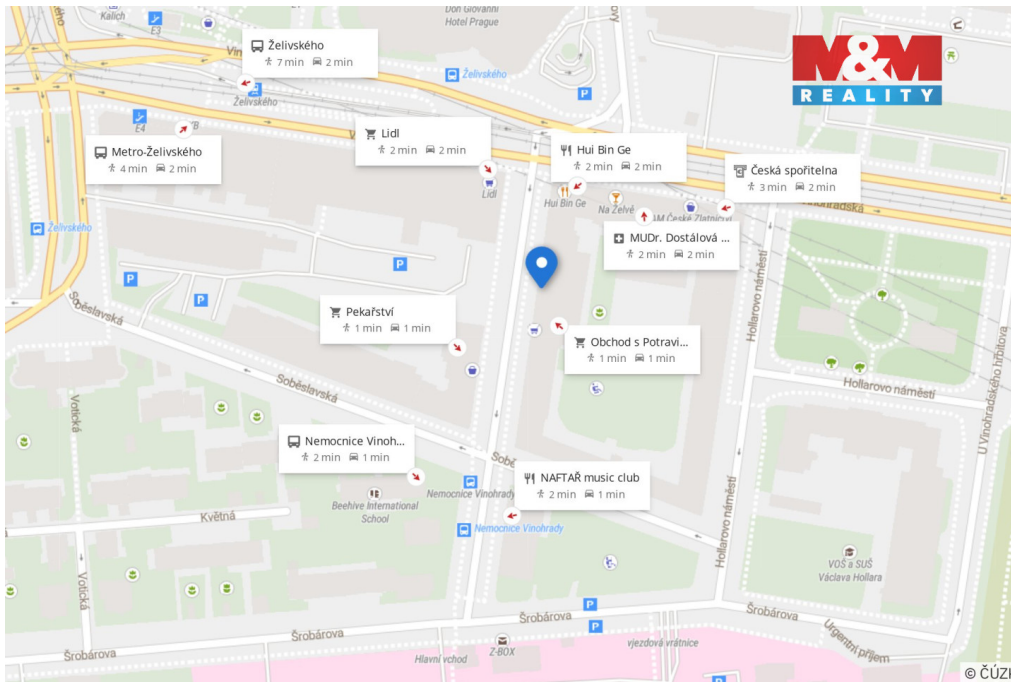 Kalich
E3
Don Giovanni
Hotel Prague
Želivského
7 min 2 min
Želivského
Želivského
E4
Metro-Želivského
4 min 2 min
Lidl
2 min 2 min
Lidl
Hui Bin Ge
2 min 2 min
Hui Bin Ge
Na Želvě
Česká spořitelna
3 min 2 min
Vinohradská
M&M
REALITY
MUDr. Dostálová ...
2 min 2 min
Želivského
Hollarovo náměstí
Soběslavská
Pekařství
1 min 1 min
Obchod s Potravi...
1 min 1 min
Soběslavská
Hollarovo náměstí
U Vinohradského hřbitova
Votická
Nemocnice Vinoh...
2 min 1 min
NAFTAŘ music club
2 min 1 min
Nemocnice Vinohrady
Nemocnice Vinohrady
Beehive International
School
Květná
Hollarovo náměstí
VOŠ a SUŠ
Václava Hollara
Votická
Šrobárova
Šrobárova
Šrobárova
Šrobárova
Urgentní příjem
Hlavní vchod
Z-BOX
vjezdová vrátnice